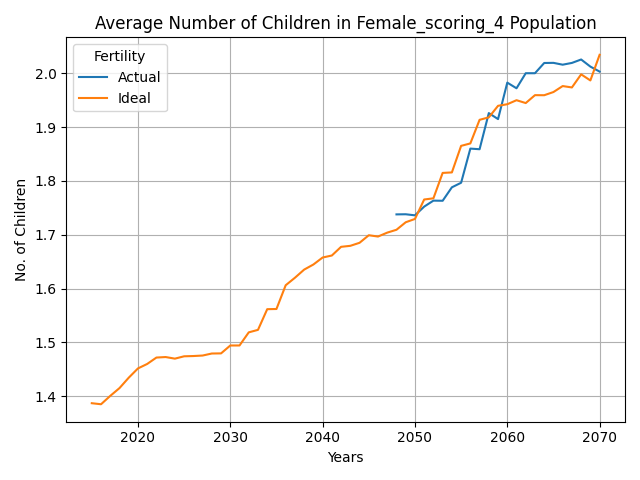 Average Number of Children in Female_scoring_4 Population
Fertility
Actual
Ideal
No. of Children
2.0
1.9
1.8
1.7
1.6
1.5
1.4
2020
2030
2040
2050
2060
2070
Years